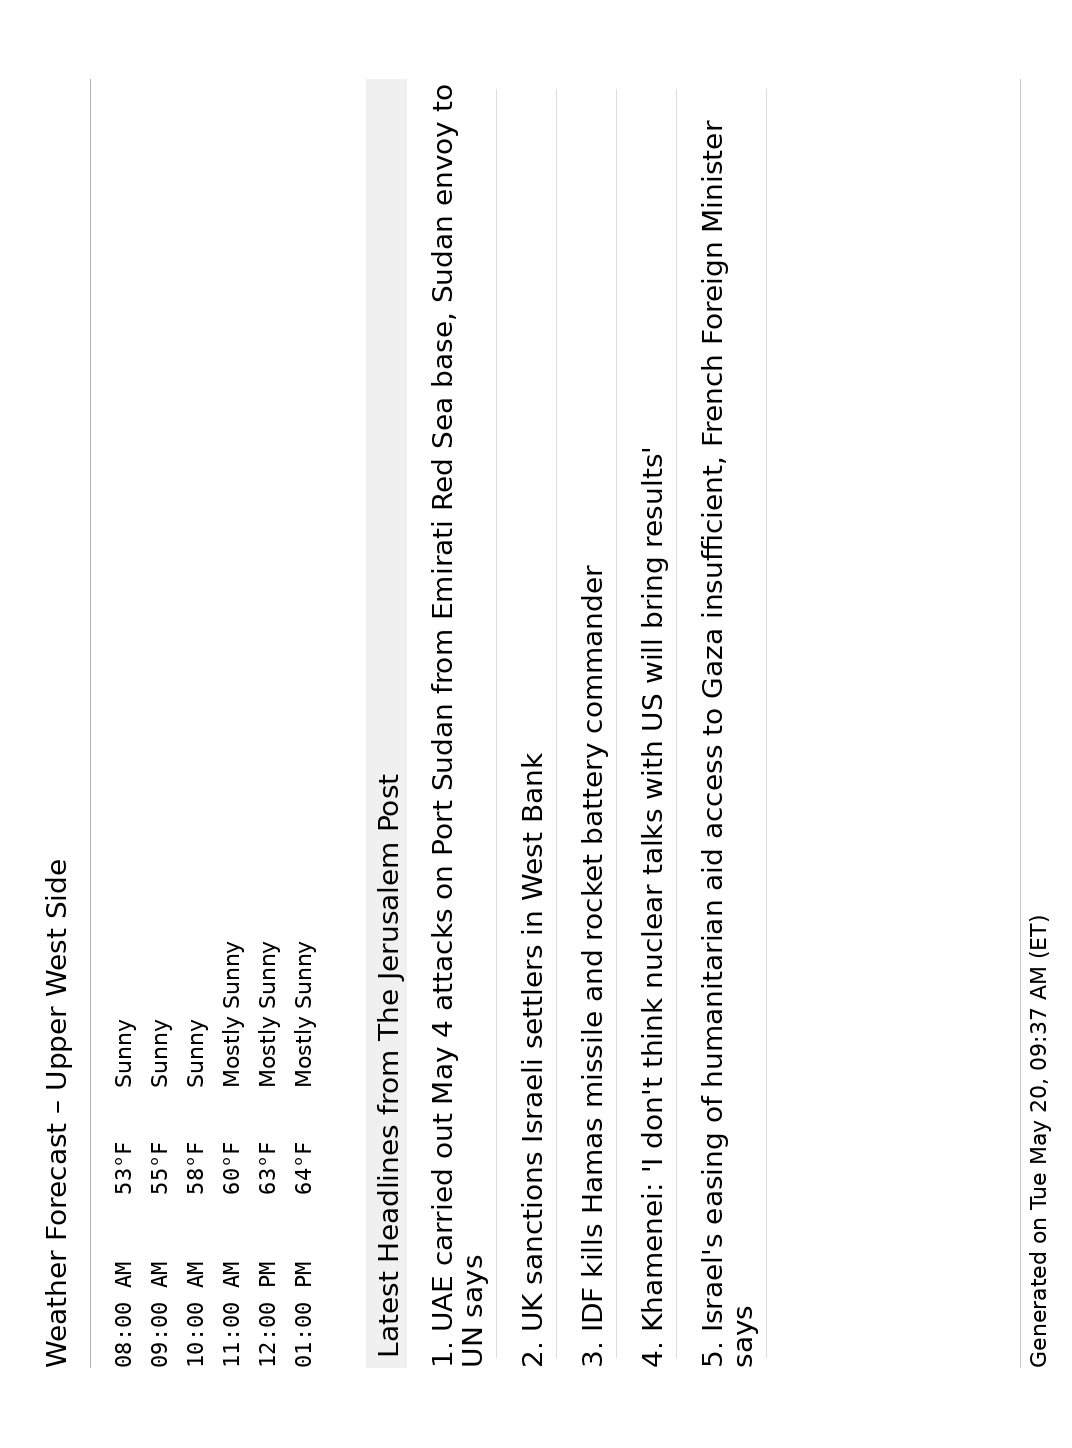 Weather Forecast – Upper West Side
08:00 AM 53°F Sunny
09:00 AM 55°F Sunny
10:00 AM 58°F Sunny
11:00 AM 60°F Mostly Sunny
12:00 PM 63°F Mostly Sunny
01:00 PM 64°F Mostly Sunny
Latest Headlines from The Jerusalem Post
1. UAE carried out May 4 attacks on Port Sudan from Emirati Red Sea base, Sudan envoy to
UN says
2. UK sanctions Israeli settlers in West Bank
3. IDF kills Hamas missile and rocket battery commander
4. Khamenei: 'I don't think nuclear talks with US will bring results'
5. Israel's easing of humanitarian aid access to Gaza insufficient, French Foreign Minister
says
Generated on Tue May 20, 09:37 AM (ET)